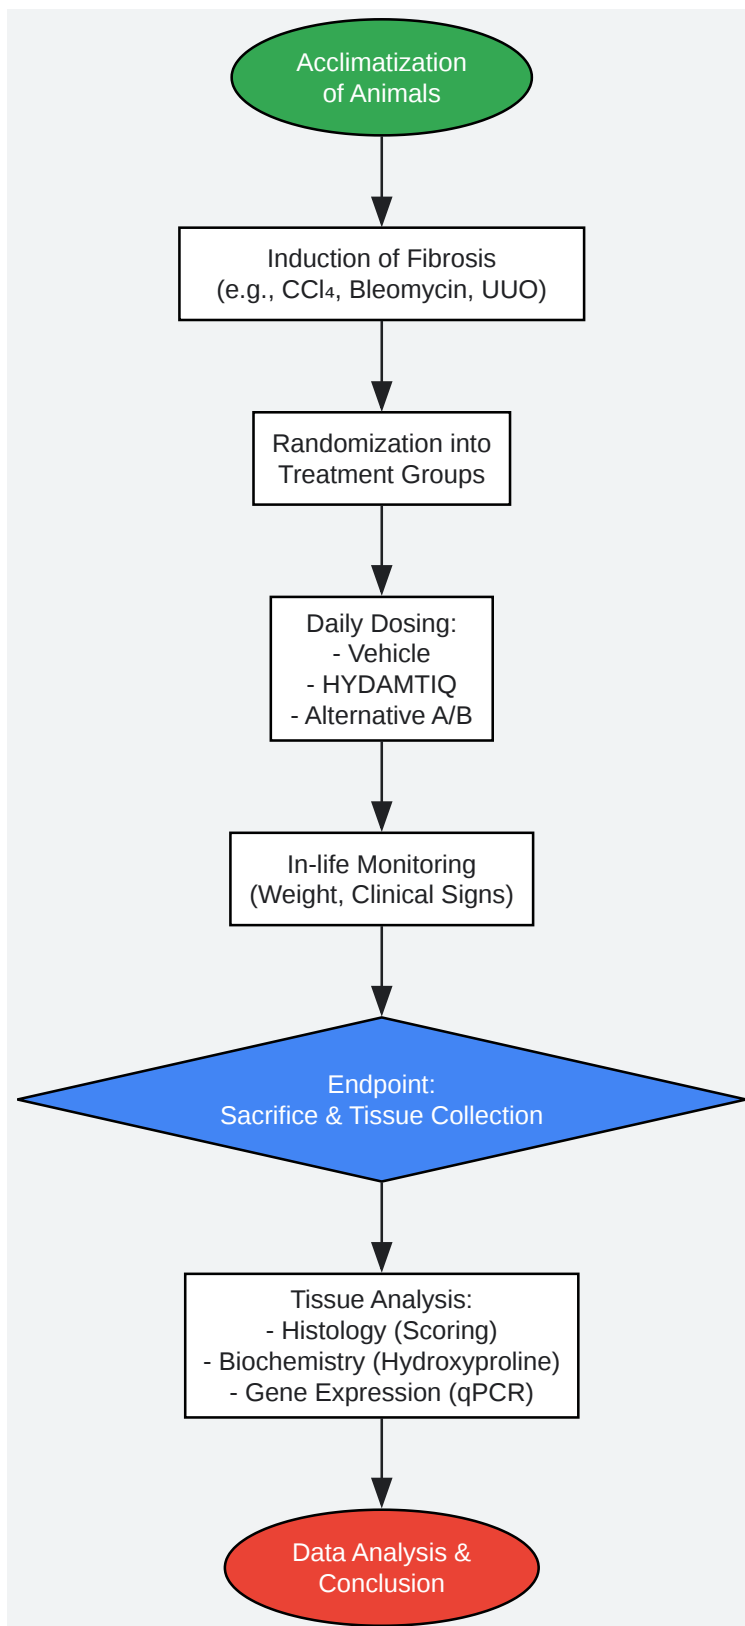 Acclimatization
of Animals
Induction of Fibrosis
(e.g., CCl₄, Bleomycin, UUO)
Randomization into
Treatment Groups
Daily Dosing:
- Vehicle
- HYDAMTIQ
- Alternative A/B
In-life Monitoring
(Weight, Clinical Signs)
Endpoint:
Sacrifice & Tissue Collection
Tissue Analysis:
- Histology (Scoring)
- Biochemistry (Hydroxyproline)
- Gene Expression (qPCR)
Data Analysis &
Conclusion